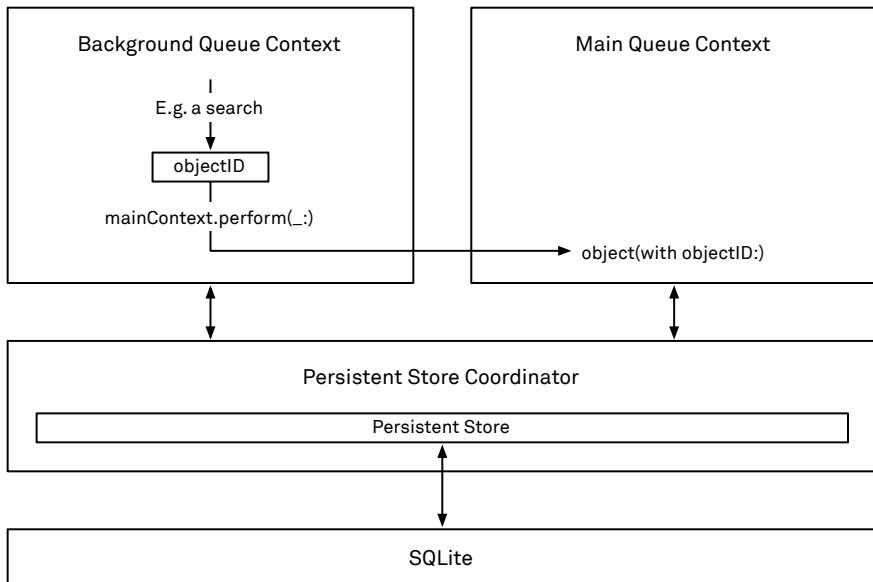 Background Queue Context
E.g. a search
objectID
mainContext.perform(_:)
Main Queue Context
object(with objectID:)
Persistent Store Coordinator
Persistent Store
SQLite